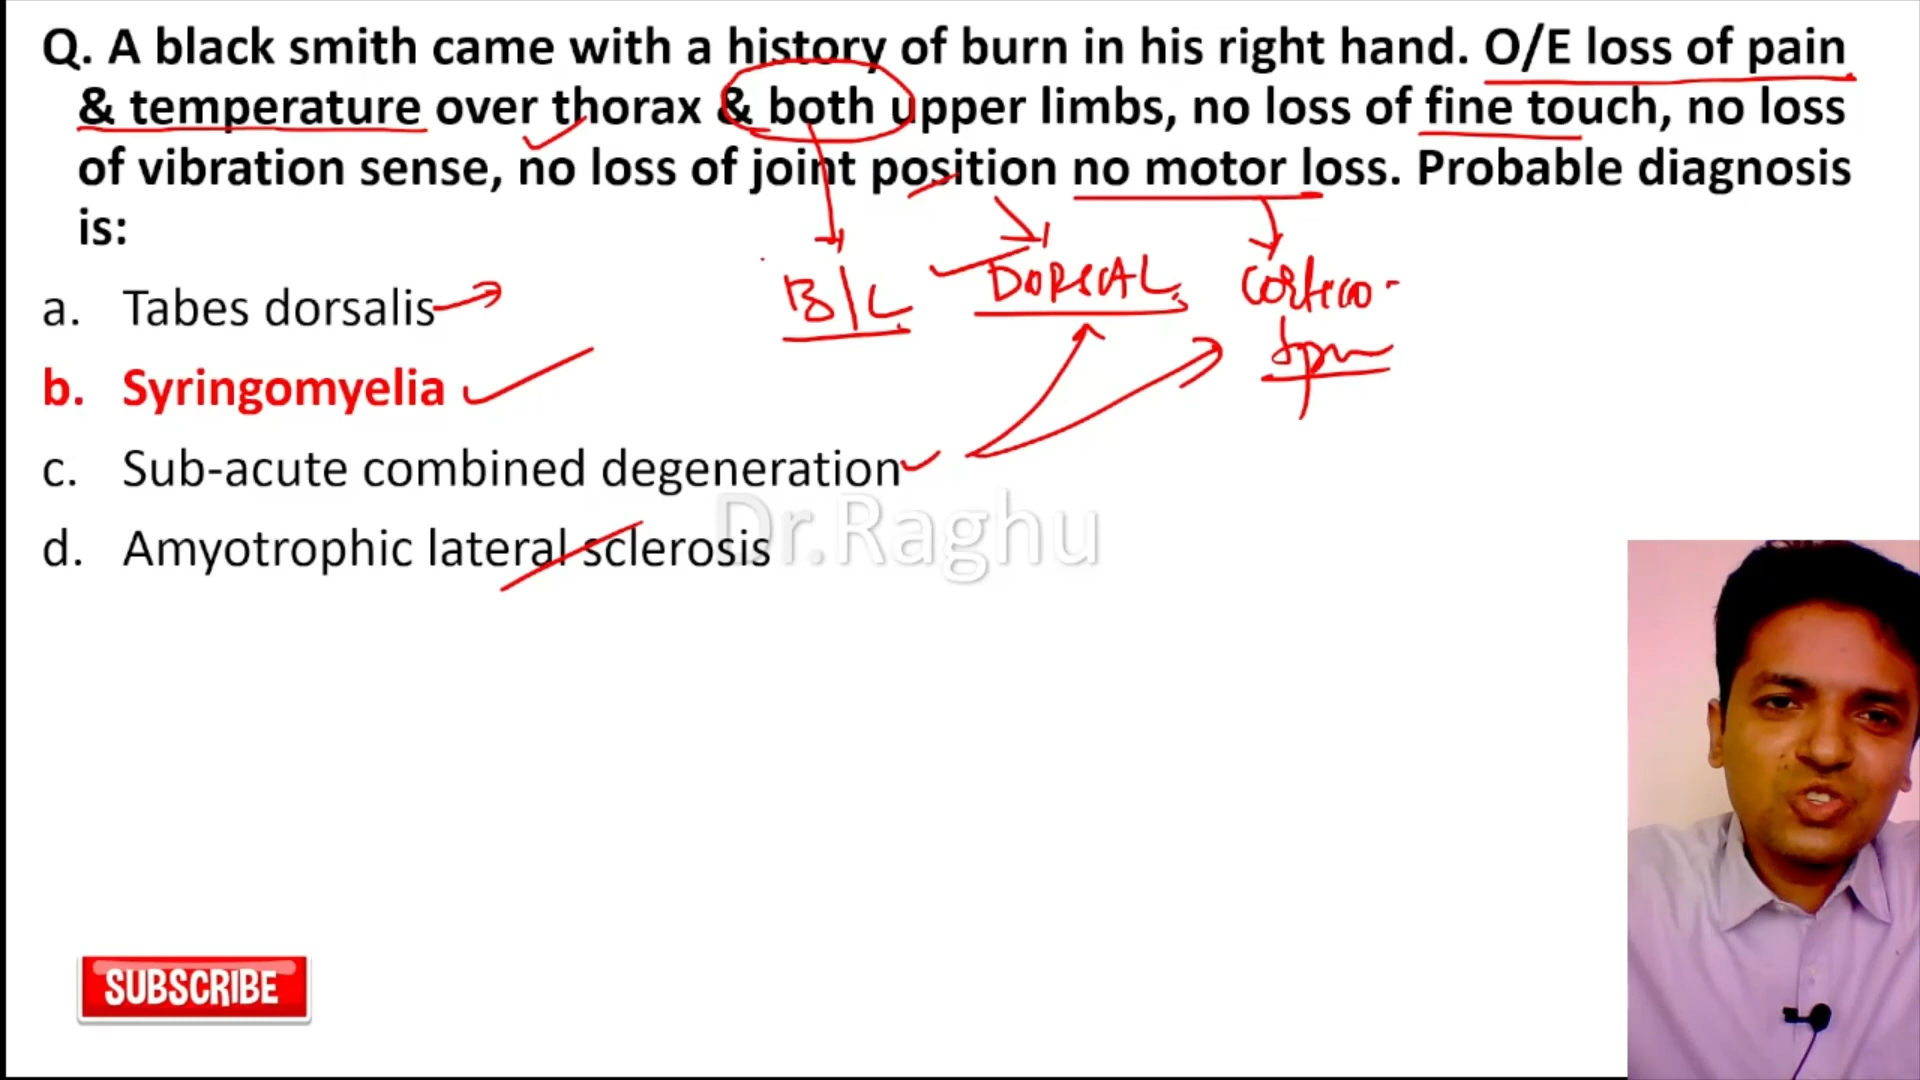 Q. A black smith came with a history of burn in his right hand. O/E loss of pain
& temperature over thorax & both upper limbs, no loss of fine touch, no loss
of vibration sense, no loss of joint position no motor loss. Probable diagnosis
is:
B/L DORSAL cortico-
a. Tabes dorsalis
b. Syringomyelia
c. Sub-acute combined degeneration
Dr.Raghu
d. Amyotrophic lateral sclerosis
SUBSCRIBE